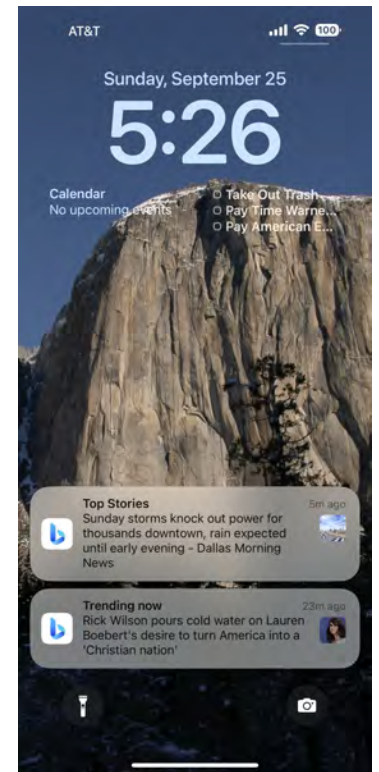 AT&T
100
Sunday, September 25
5:26
Calendar
No upcoming events
Take Out Trash
Pay Time Warne...
Pay American E...
Top Stories
5m ago
Sunday storms knock out power for
thousands downtown, rain expected
until early evening - Dallas Morning
News
Trending now
23m ago
Rick Wilson pours cold water on Lauren
Boebert's desire to turn America into a
'Christian nation'